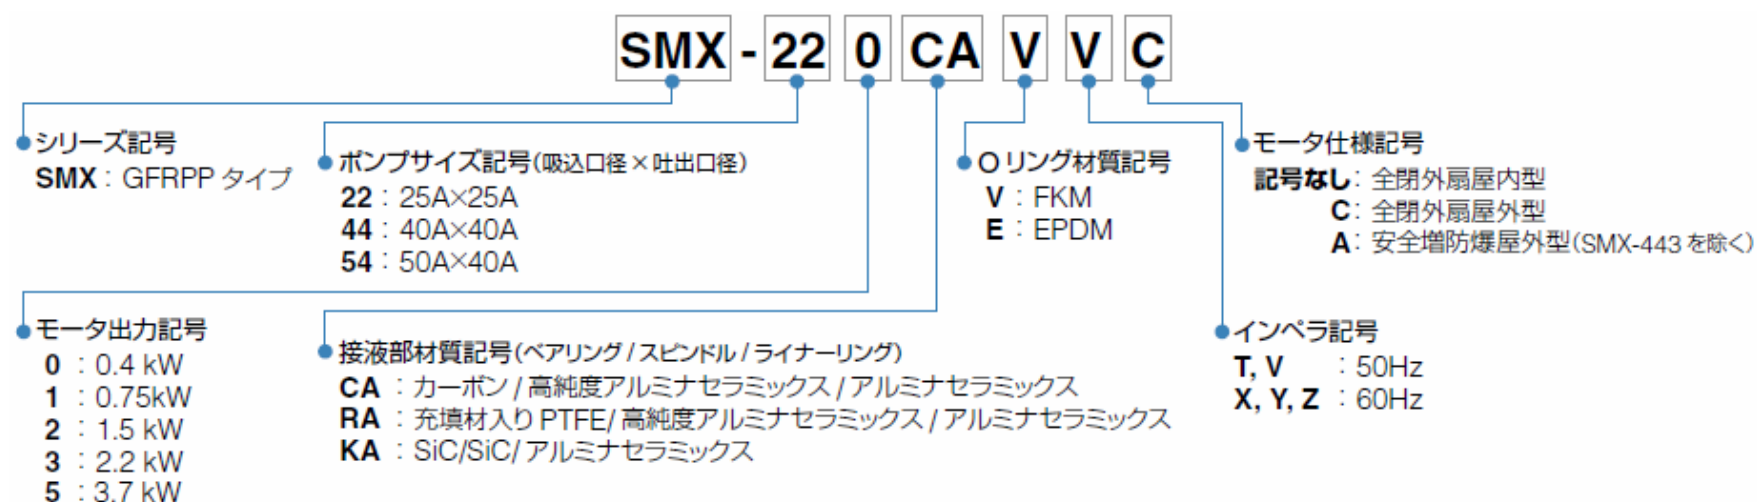 SMX - 22 0 CA V V C
シリーズ記号
SMX : GFRPP タイプ
ポンプサイズ記号(吸込口径×吐出口径)
22 : 25A×25A
44 : 40A×40A
54 : 50A×40A
O リング材質記号
V : FKM
E : EPDM
モータ仕様記号
記号なし : 全閉外扇屋内型
C : 全閉外扇屋外型
A : 安全増防爆屋外型(SMX-443 を除く)
モータ出力記号
0 : 0.4 kW
1 : 0.75kW
2 : 1.5 kW
3 : 2.2 kW
5 : 3.7 kW
接液部材質記号(ベアリング / スピンドル / ライナーリング)
CA : カーボン / 高純度アルミナセラミックス / アルミナセラミックス
RA : 充填材入り PTFE/ 高純度アルミナセラミックス / アルミナセラミックス
KA : SiC/SiC/ アルミナセラミックス
インペラ記号
T, V : 50Hz
X, Y, Z : 60Hz